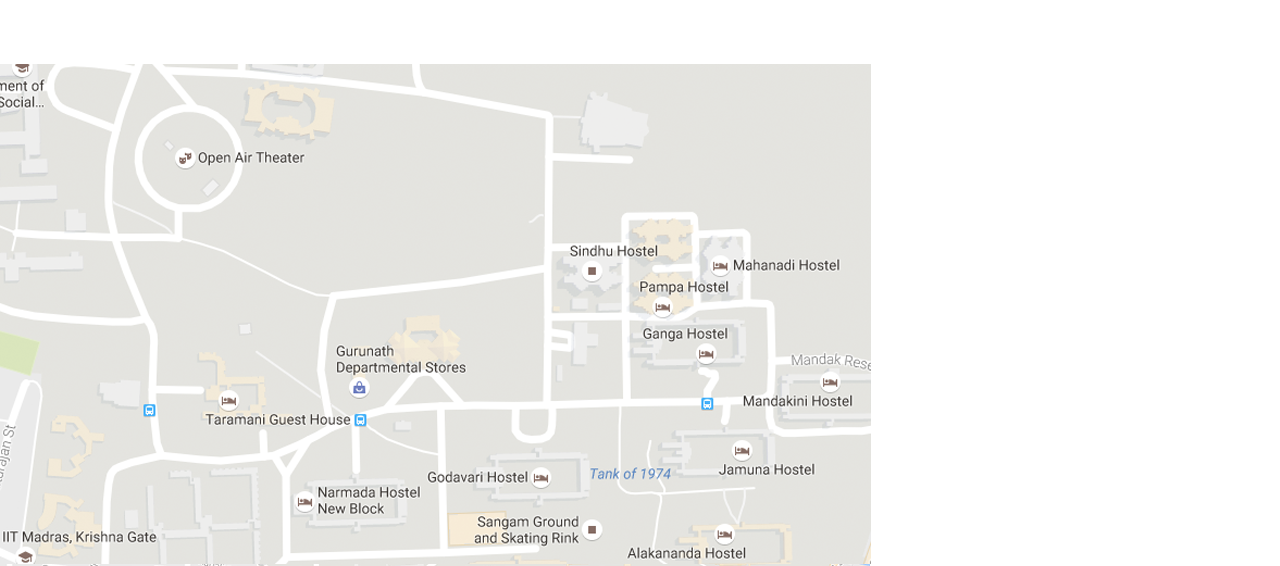 ment of
Social...
Open Air Theater
Sindhu Hostel
Mahanadi Hostel
Pampa Hostel
Ganga Hostel
Gurunath
Departmental Stores
Mandak Rese
Mandakini Hostel
Taramani Guest House
Jamuna Hostel
Godavari Hostel
Tank of 1974
Narmada Hostel
New Block
Sangam Ground
and Skating Rink
arajan St
IIT Madras, Krishna Gate
Alakananda Hostel